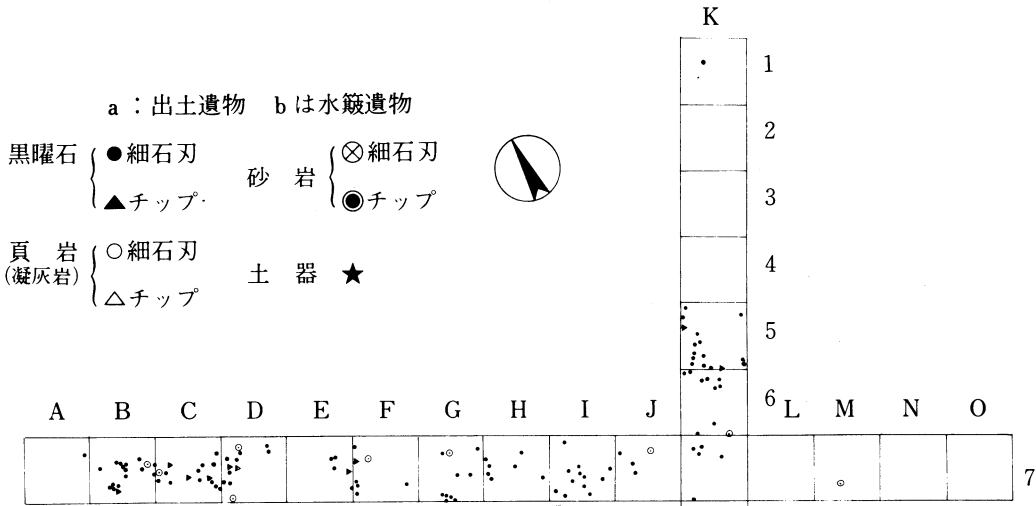 K
1
a：出土遺物　bは水簸遺物
2
黒曜石 ●細石刃 ▲チップ
砂岩 ⊗細石刃 ◉チップ
3
頁岩(凝灰岩) ○細石刃 △チップ
土器 ★
4
5
6
A B C D E F G H I J L M N O
7